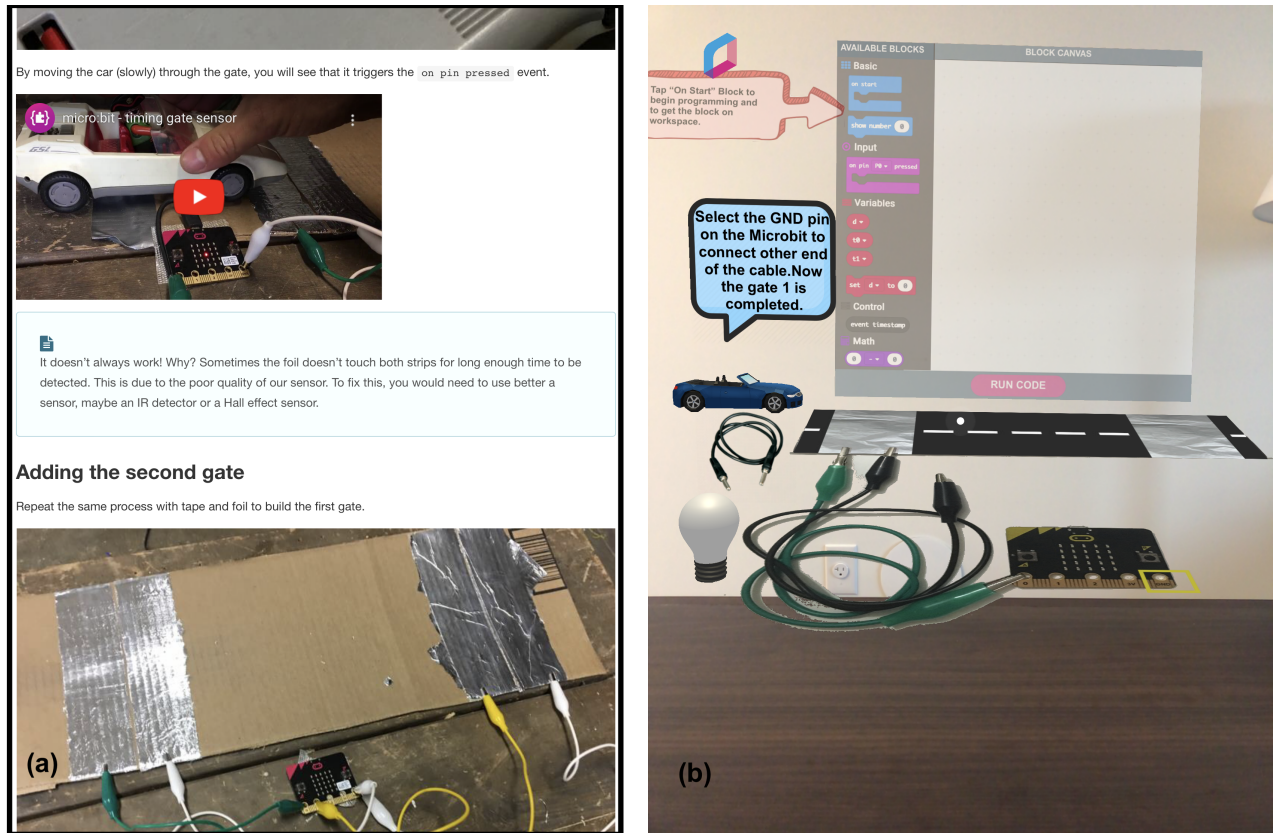 By moving the car (slowly) through the gate, you will see that it triggers the on pin pressed event.
micro:bit - timing gate sensor
GSi
It doesn't always work! Why? Sometimes the foil doesn't touch both strips for long enough time to be
detected. This is due to the poor quality of our sensor. To fix this, you would need to use better a
sensor, maybe an IR detector or a Hall effect sensor.
Adding the second gate
Repeat the same process with tape and foil to build the first gate.
(a)
AVAILABLE BLOCKS
BLOCK CANVAS
Basic
on start
show number 0
Input
on pin P0 pressed
Variables
d
t0
t1
set d to 0
Control
event timestamp
Math
0 - 0
RUN CODE
Tap "On Start" Block to
begin programming and
to get the block on
workspace.
Select the GND pin
on the Microbit to
connect other end
of the cable.Now
the gate 1 is
completed.
(b)